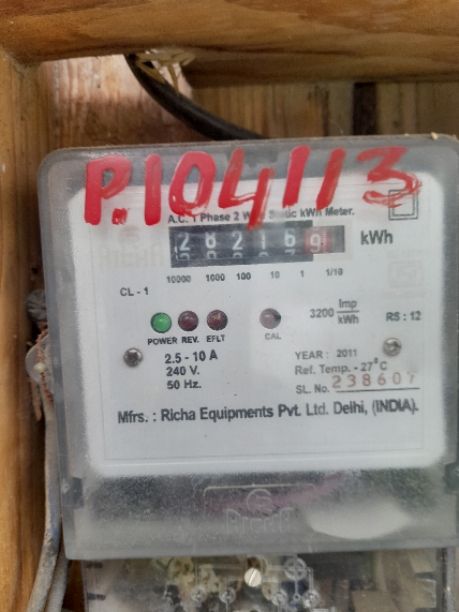 P.104113
A.C. 1 Phase 2 Wire Static kWh Meter.
282169 kWh
10000 1000 100 10 1 1/10
CL - 1
3200 Imp/kWh
RS : 12
POWER REV. EFLT CAL
2.5 - 10 A
240 V.
50 Hz.
YEAR : 2011
Ref. Temp. - 27°C
SL. No. 238607
Mfrs. : Richa Equipments Pvt. Ltd. Delhi, (INDIA).